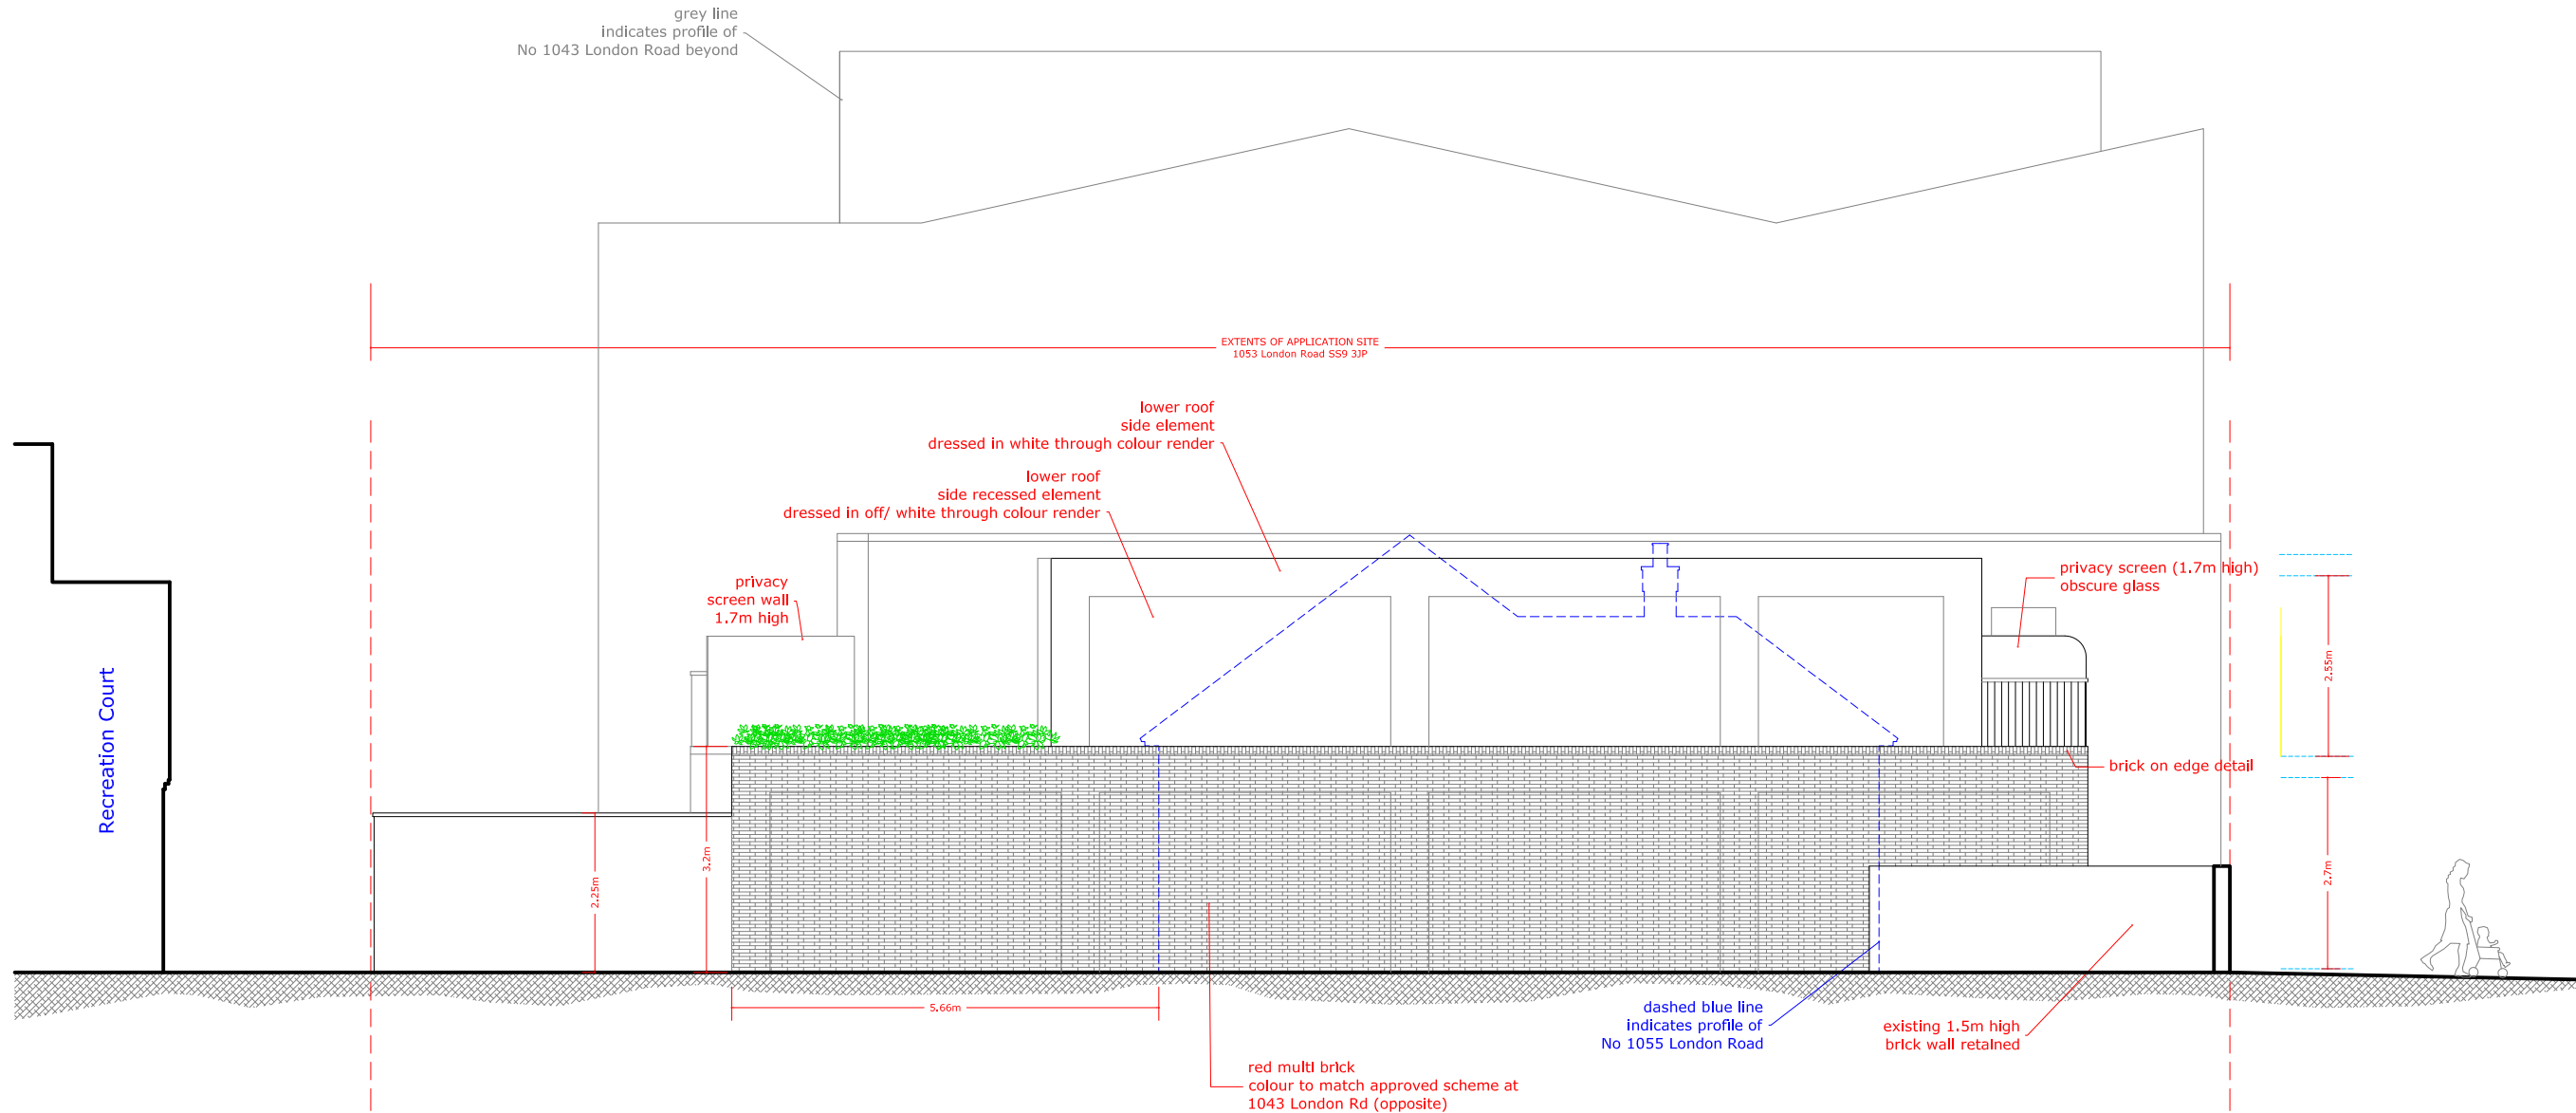 grey line
indicates profile of
No 1043 London Road beyond
EXTENTS OF APPLICATION SITE
1053 London Road SS9 3JP
lower roof
side element
dressed in white through colour render
lower roof
side recessed element
dressed in off/ white through colour render
privacy
screen wall
1.7m high
privacy screen (1.7m high)
obscure glass
2.55m
Recreation Court
brick on edge detail
2.7m
3.2m
2.25m
5.66m
dashed blue line
indicates profile of
No 1055 London Road
existing 1.5m high
brick wall retained
red multi brick
colour to match approved scheme at
1043 London Rd (opposite)